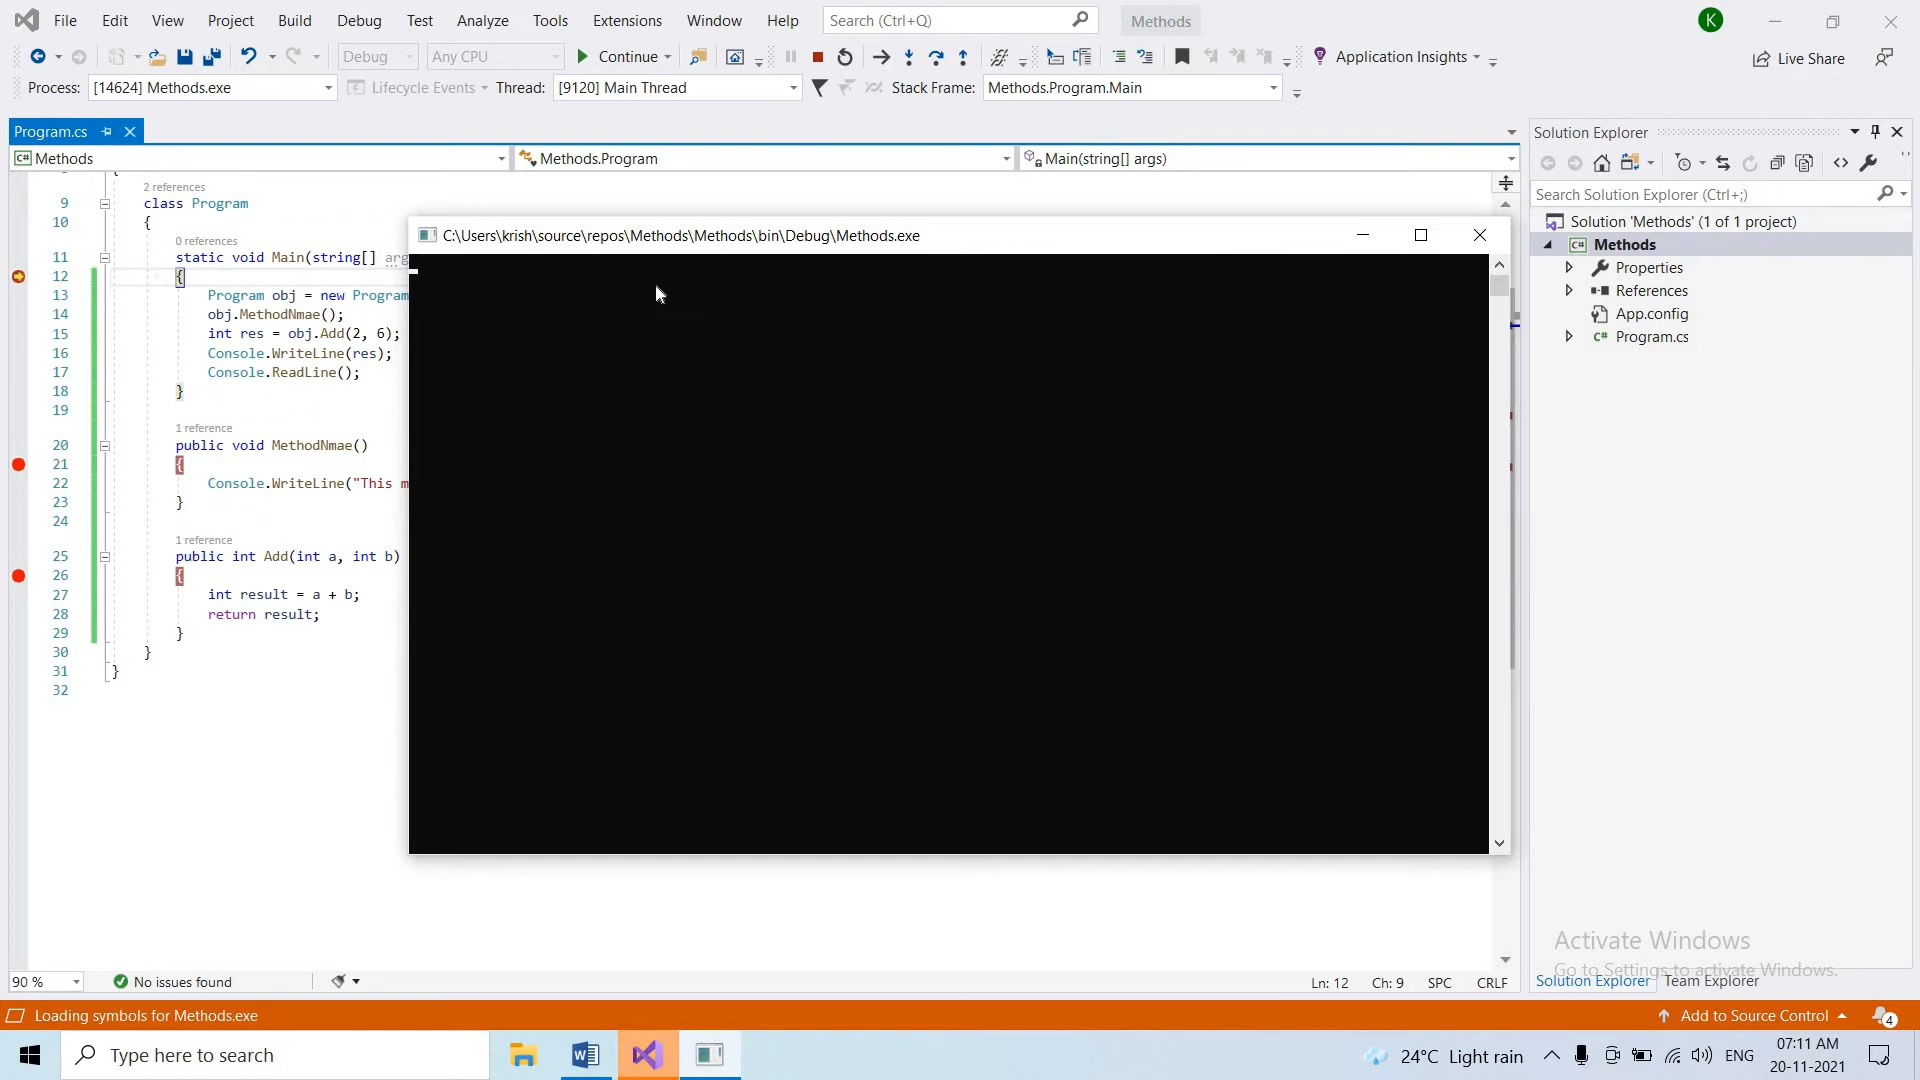 File Edit View Project Build Debug Test Analyze Tools Extensions Window Help Search (Ctrl+Q) Methods K
Debug Any CPU Continue Application Insights Live Share
Process: [14624] Methods.exe Lifecycle Events Thread: [9120] Main Thread Stack Frame: Methods.Program.Main
Program.cs
C# Methods Methods.Program Main(string[] args)
2 references
9 class Program
10 {
0 references
11 static void Main(string[] arg
12 {
13 Program obj = new Program
14 obj.MethodNmae();
15 int res = obj.Add(2, 6);
16 Console.WriteLine(res);
17 Console.ReadLine();
18 }
19
1 reference
20 public void MethodNmae()
21 {
22 Console.WriteLine("This m
23 }
24
1 reference
25 public int Add(int a, int b)
26 {
27 int result = a + b;
28 return result;
29 }
30 }
31 }
32
C:\Users\krish\source\repos\Methods\Methods\bin\Debug\Methods.exe
Solution Explorer
Search Solution Explorer (Ctrl+;)
Solution 'Methods' (1 of 1 project)
C# Methods
Properties
References
App.config
C# Program.cs
Activate Windows
Go to Settings to activate Windows.
Solution Explorer Team Explorer
90 % No issues found Ln: 12 Ch: 9 SPC CRLF
Loading symbols for Methods.exe Add to Source Control 4
Type here to search 24°C Light rain ENG 07:11 AM
20-11-2021